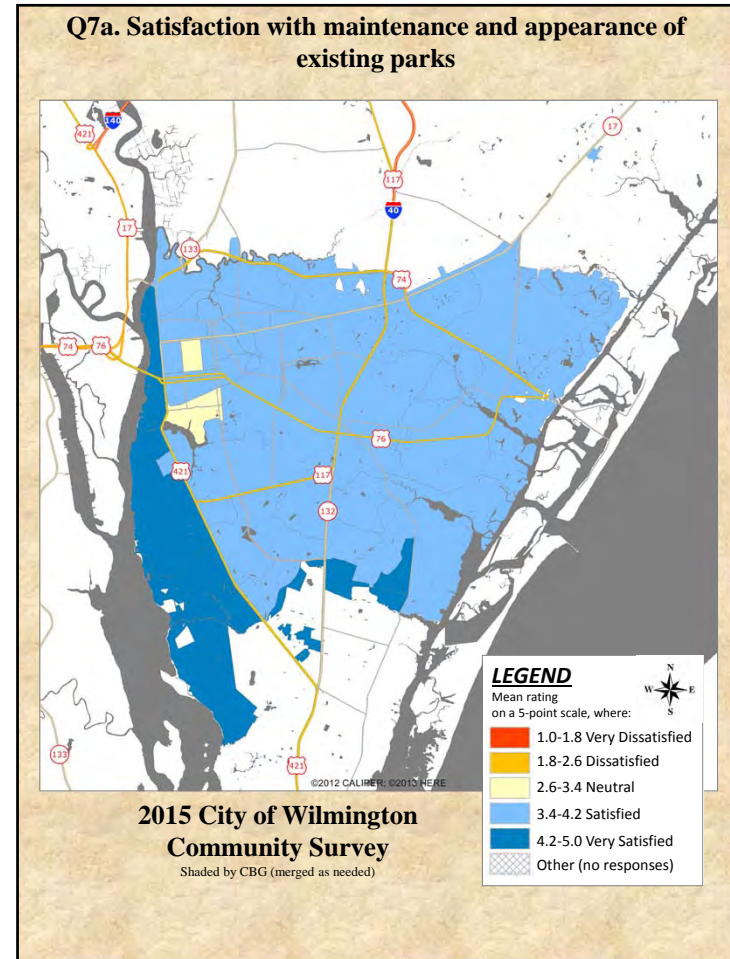 Q7a. Satisfaction with maintenance and appearance of
existing parks
140
421
17
117
40
17
133
74
74
76
76
421
117
132
133
421
©2012 CALIPER; ©2013 HERE
LEGEND
Mean rating
on a 5-point scale, where:
N
W
E
S
1.0-1.8 Very Dissatisfied
1.8-2.6 Dissatisfied
2.6-3.4 Neutral
3.4-4.2 Satisfied
4.2-5.0 Very Satisfied
Other (no responses)
2015 City of Wilmington
Community Survey
Shaded by CBG (merged as needed)